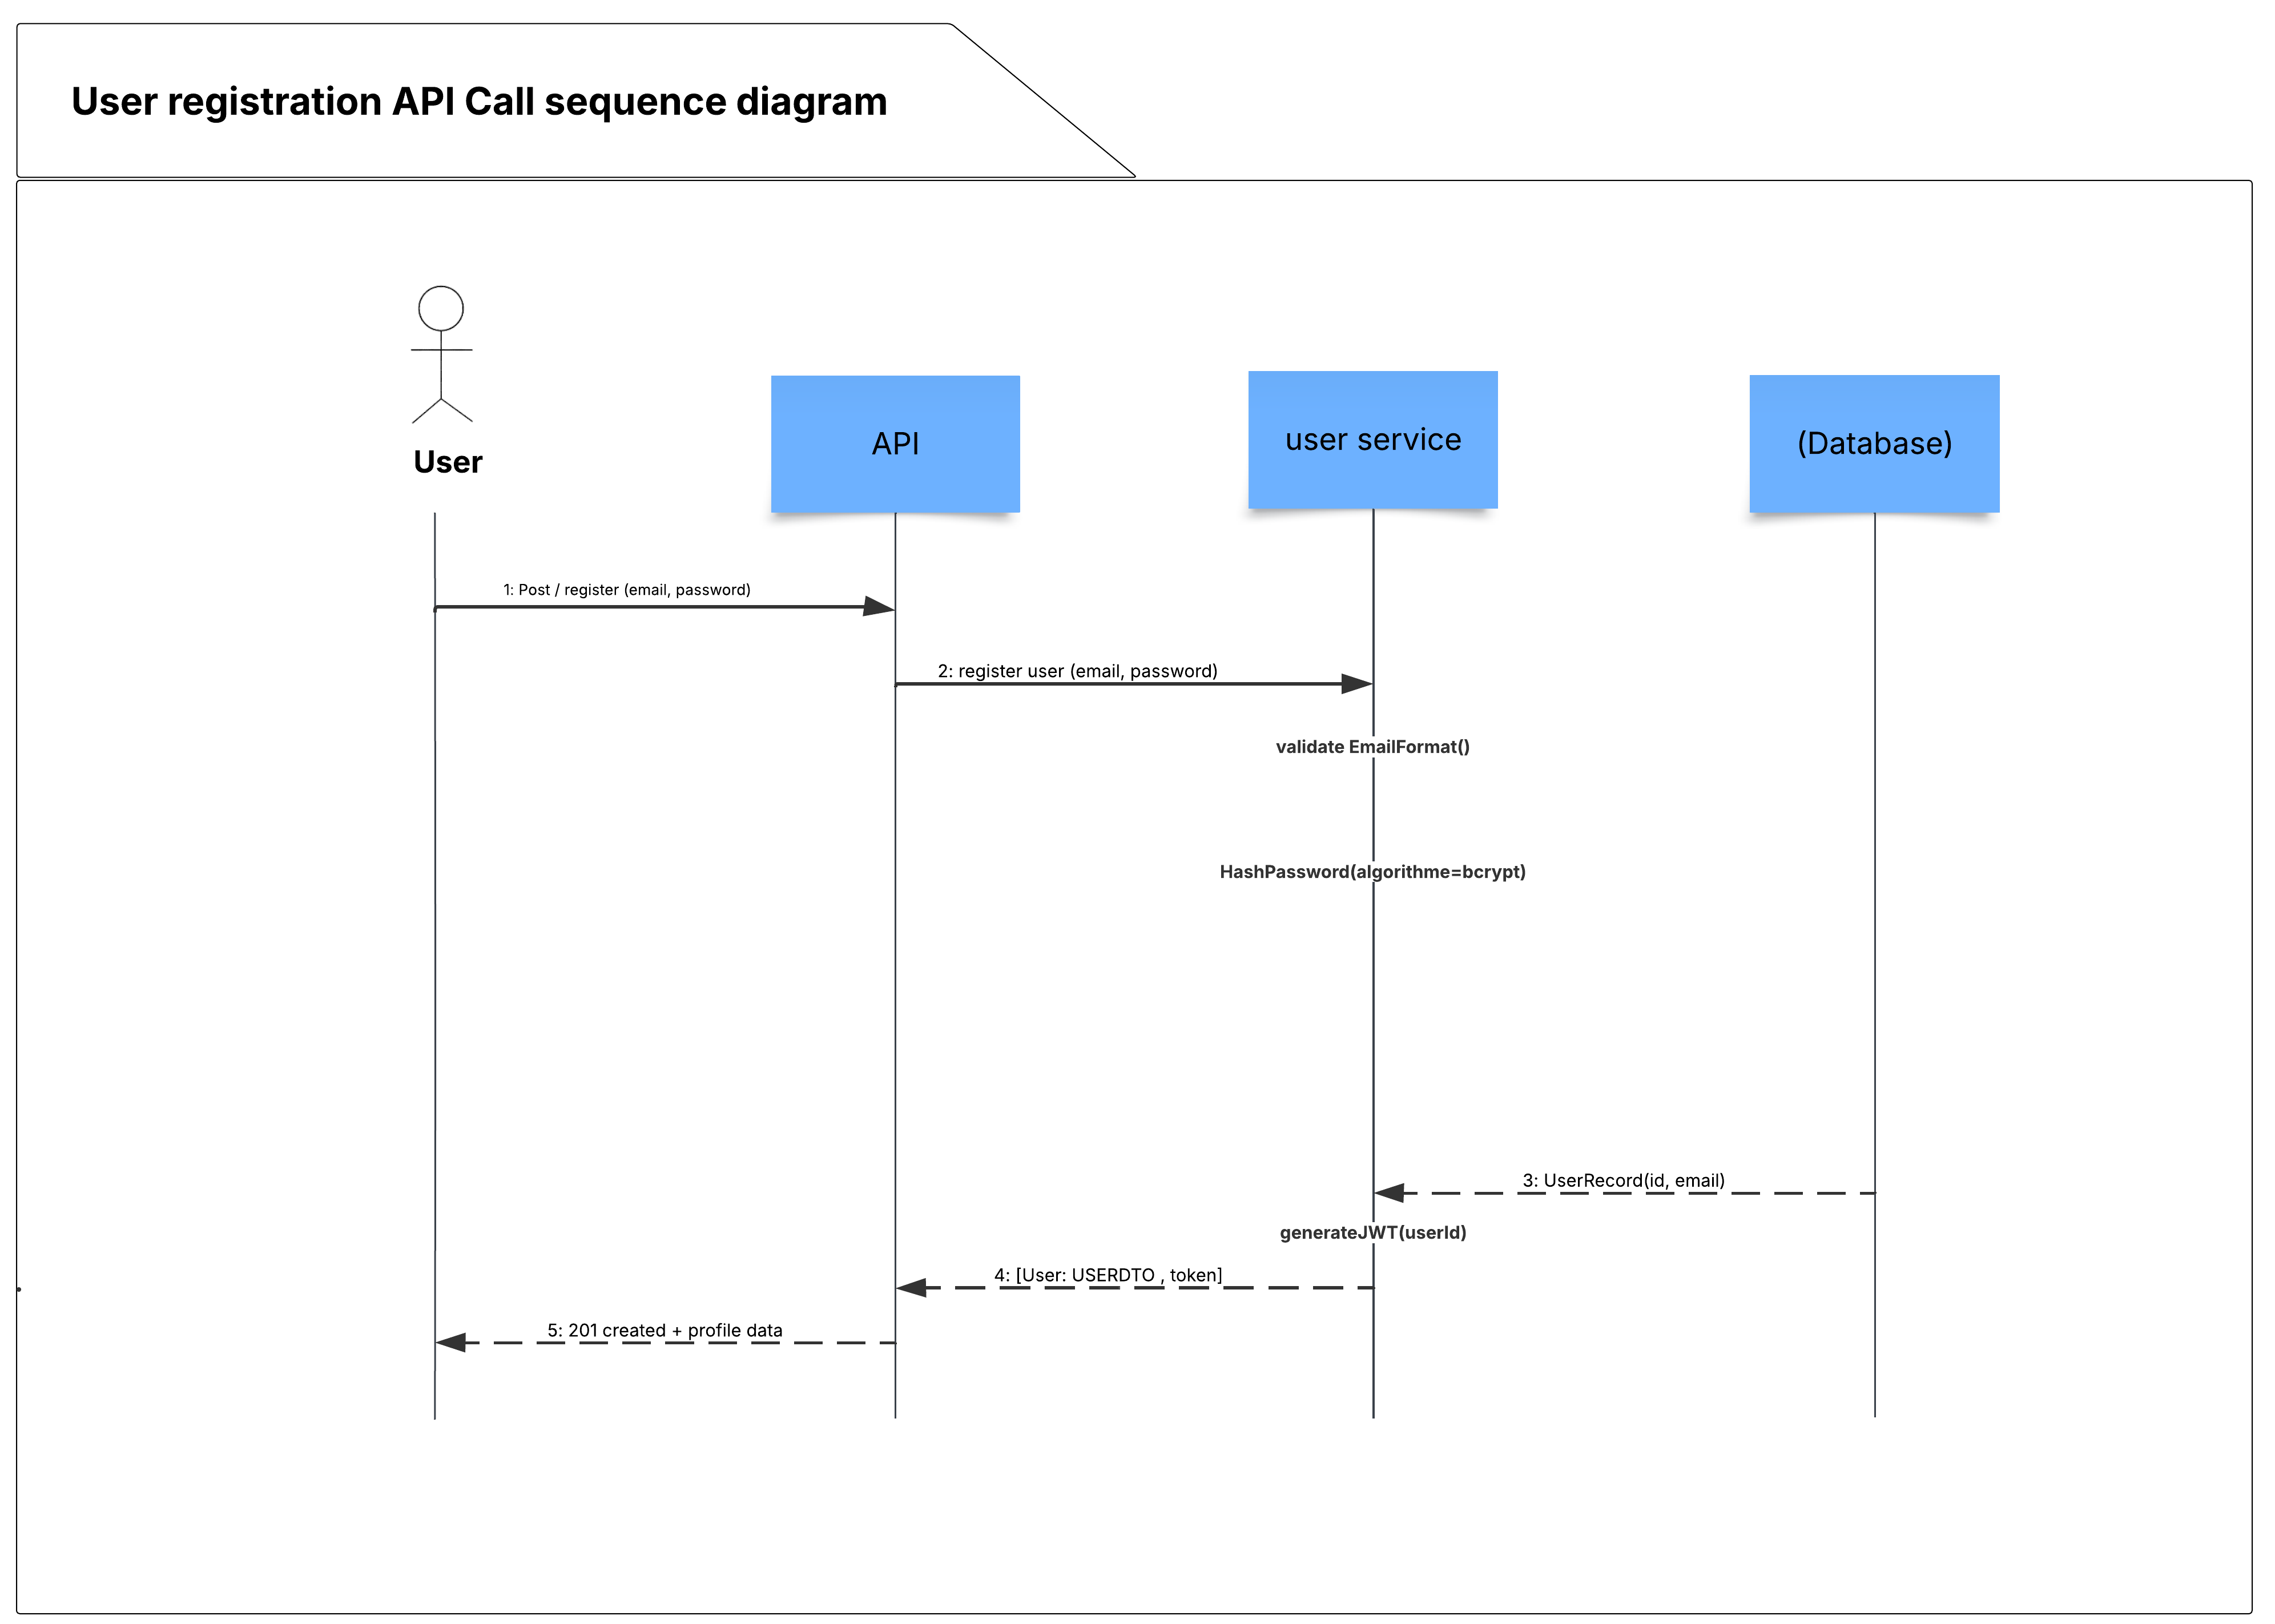 User registration API Call sequence diagram
User
API
user service
(Database)
1: Post / register (email, password)
2: register user (email, password)
validate EmailFormat()
HashPassword(algorithme=bcrypt)
3: UserRecord(id, email)
generateJWT(userId)
4: [User: USERDTO , token]
5: 201 created + profile data